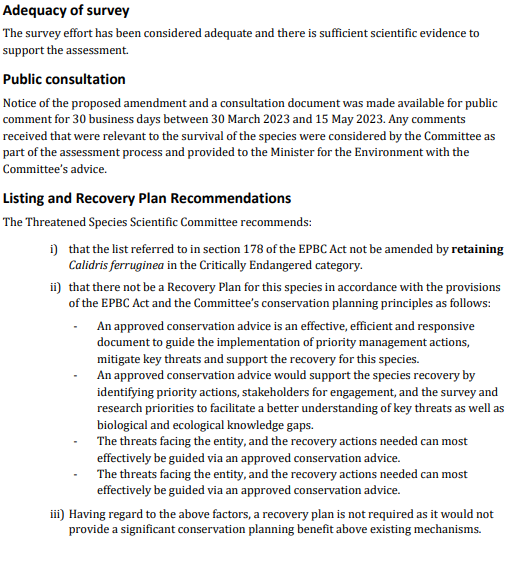 Adequacy of survey
The survey effort has been considered adequate and there is sufficient scientific evidence to
support the assessment.
Public consultation
Notice of the proposed amendment and a consultation document was made available for public
comment for 30 business days between 30 March 2023 and 15 May 2023. Any comments
received that were relevant to the survival of the species were considered by the Committee as
part of the assessment process and provided to the Minister for the Environment with the
Committee's advice.
Listing and Recovery Plan Recommendations
The Threatened Species Scientific Committee recommends:
i) that the list referred to in section 178 of the EPBC Act not be amended by retaining
Calidris ferruginea in the Critically Endangered category.
ii) that there not be a Recovery Plan for this species in accordance with the provisions
of the EPBC Act and the Committee's conservation planning principles as follows:
- An approved conservation advice is an effective, efficient and responsive
document to guide the implementation of priority management actions,
mitigate key threats and support the recovery for this species.
- An approved conservation advice would support the species recovery by
identifying priority actions, stakeholders for engagement, and the survey and
research priorities to facilitate a better understanding of key threats as well as
biological and ecological knowledge gaps.
- The threats facing the entity, and the recovery actions needed can most
effectively be guided via an approved conservation advice.
- The threats facing the entity, and the recovery actions needed can most
effectively be guided via an approved conservation advice.
iii) Having regard to the above factors, a recovery plan is not required as it would not
provide a significant conservation planning benefit above existing mechanisms.